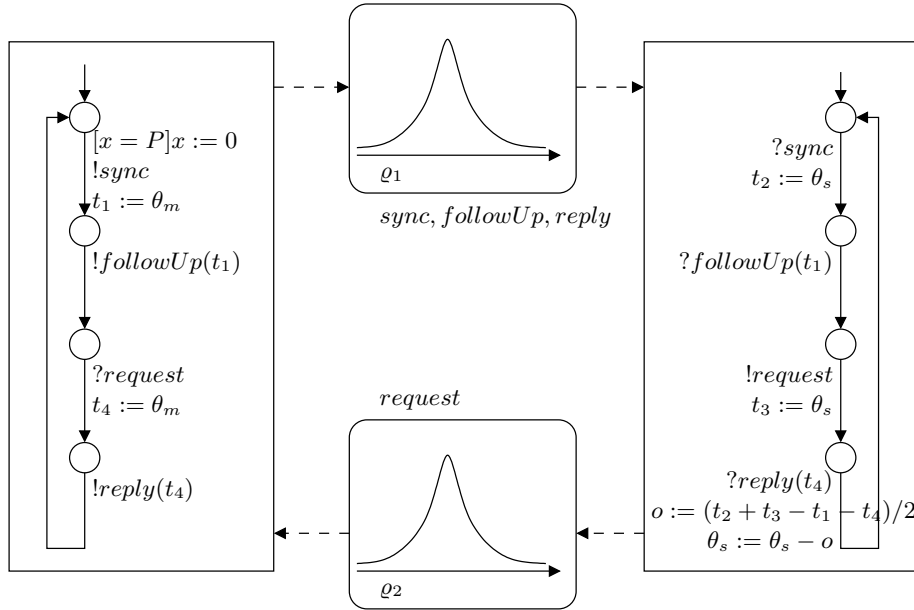 [x = P]x := 0
!sync
t₁ := θₘ
!followUp(t₁)
?request
t₄ := θₘ
!reply(t₄)
ϱ₁
sync, followUp, reply
request
ϱ₂
?sync
t₂ := θₛ
?followUp(t₁)
!request
t₃ := θₛ
?reply(t₄)
o := (t₂ + t₃ − t₁ − t₄)/2
θₛ := θₛ − o